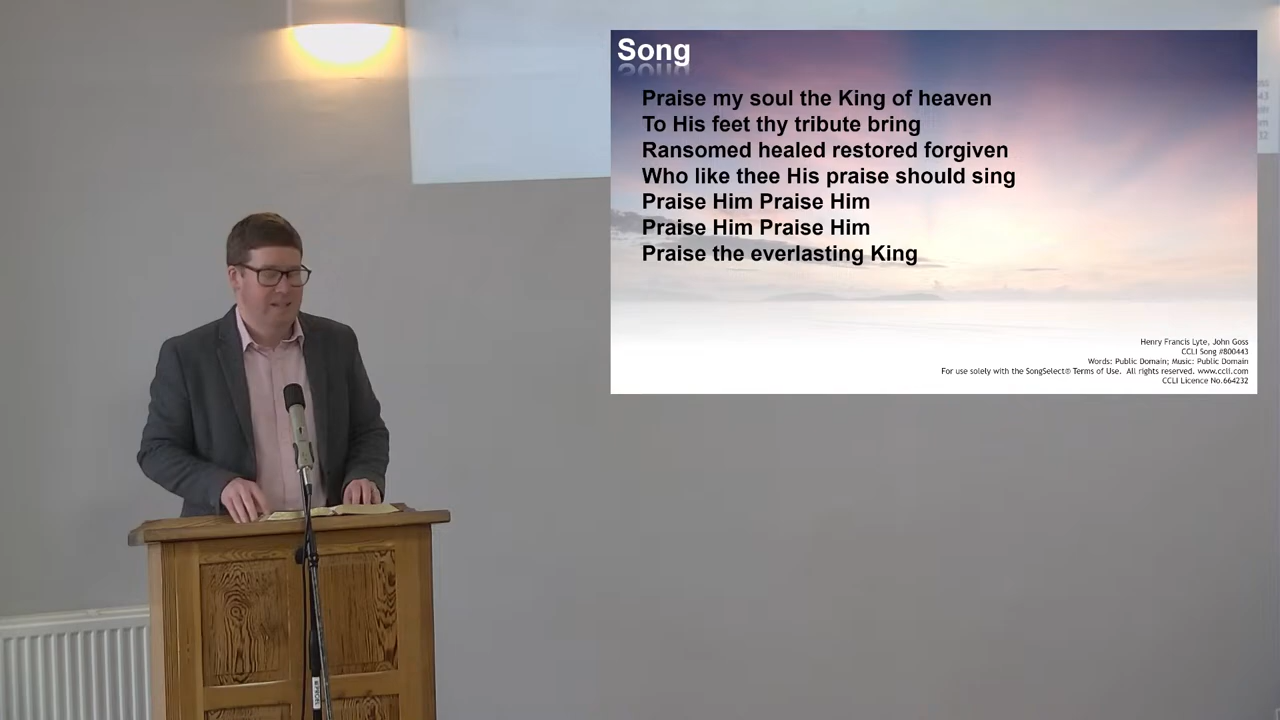 Song
Praise my soul the King of heaven
To His feet thy tribute bring
Ransomed healed restored forgiven
Who like thee His praise should sing
Praise Him Praise Him
Praise Him Praise Him
Praise the everlasting King
Henry Francis Lyte, John Goss
CCLI Song #800443
Words: Public Domain; Music: Public Domain
For use solely with the SongSelect® Terms of Use. All rights reserved. www.ccli.com
CCLI Licence No.664232